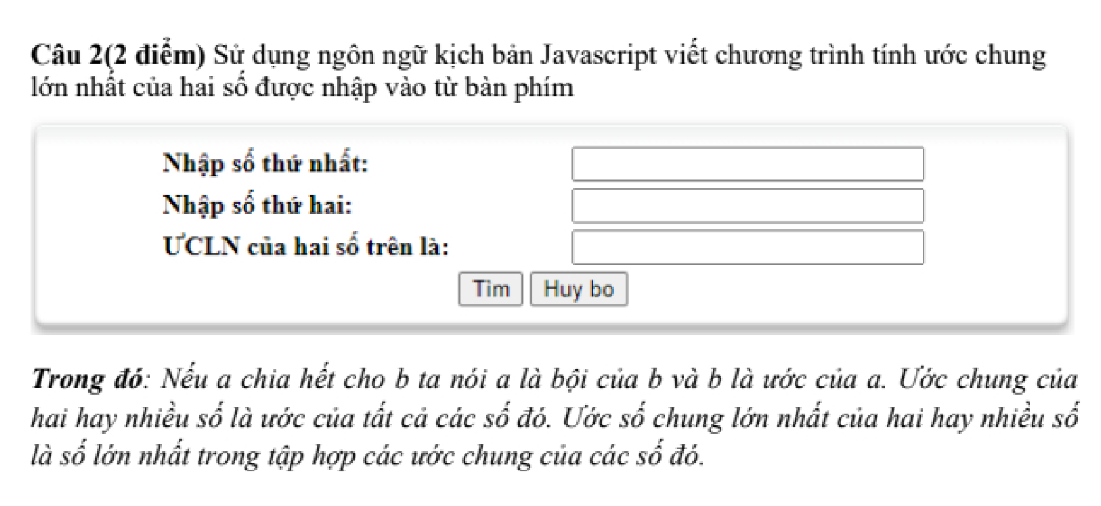 Câu 2(2 điểm) Sử dụng ngôn ngữ kịch bản Javascript viết chương trình tính ước chung
lớn nhất của hai số được nhập vào từ bàn phím
Nhập số thứ nhất:
Nhập số thứ hai:
ƯCLN của hai số trên là:
Tìm Huy bo
Trong đó: Nếu a chia hết cho b ta nói a là bội của b và b là ước của a. Ước chung của
hai hay nhiều số là ước của tất cả các số đó. Ước số chung lớn nhất của hai hay nhiều số
là số lớn nhất trong tập hợp các ước chung của các số đó.